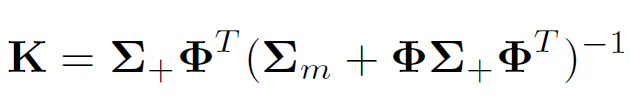 𝐊 = 𝚺₊𝚽ᵀ(𝚺ₘ + 𝚽𝚺₊𝚽ᵀ)⁻¹